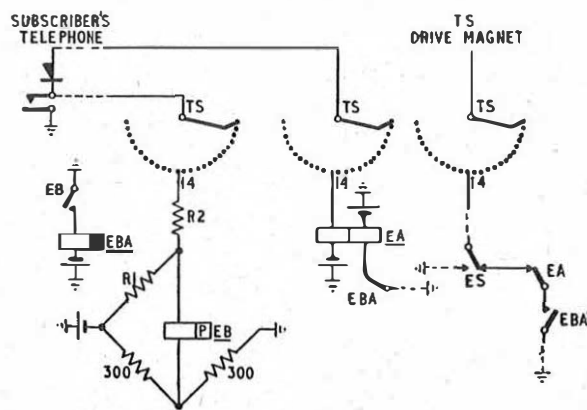 SUBSCRIBER'S
TELEPHONE
TS
DRIVE MAGNET
TS
TS
TS
14
14
14
EB
R2
EBA
EA
R1
EBA
ES
EA
P
EB
EBA
300
300